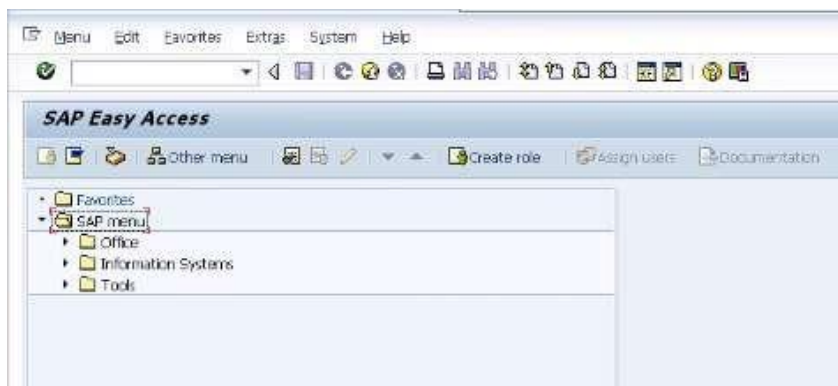 Menu Edit Favorites Extras System Help
SAP Easy Access
Other menu Create role Assign users Documentation
Favorites
SAP menu
Office
Information Systems
Tools